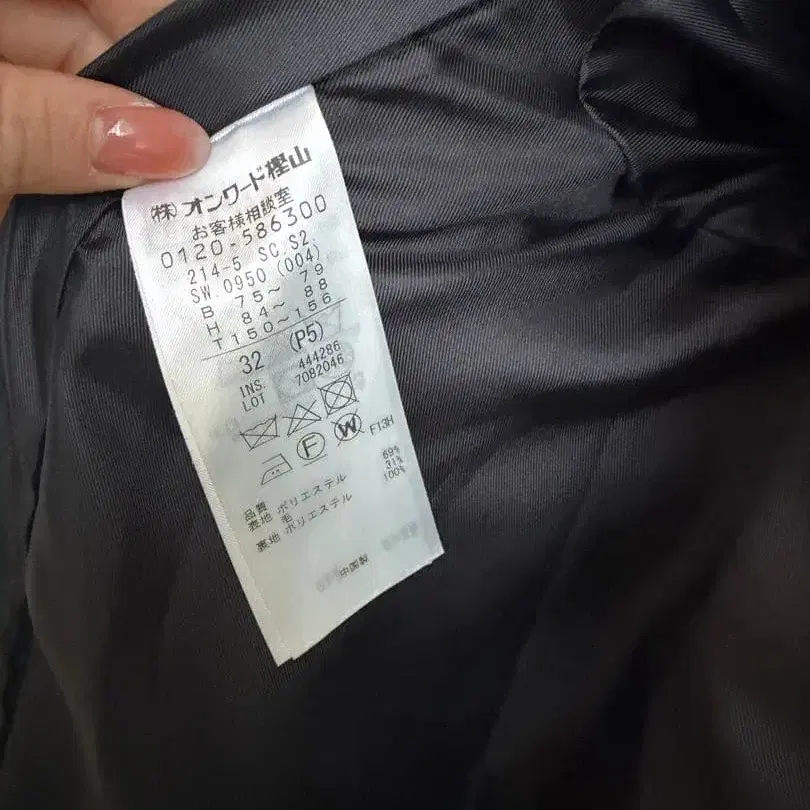 (株)オンワード樫山
お客様相談室
0120-586300
214-5 SC.S2
SW.0950 (004)
B 75～ 79
H 84～ 88
T150～156
32 (P5)
INS. 444286
LOT 7082046
F W F13H
品質
表地 ポリエステル 69%
毛 31%
裏地 ポリエステル 100%
中国製